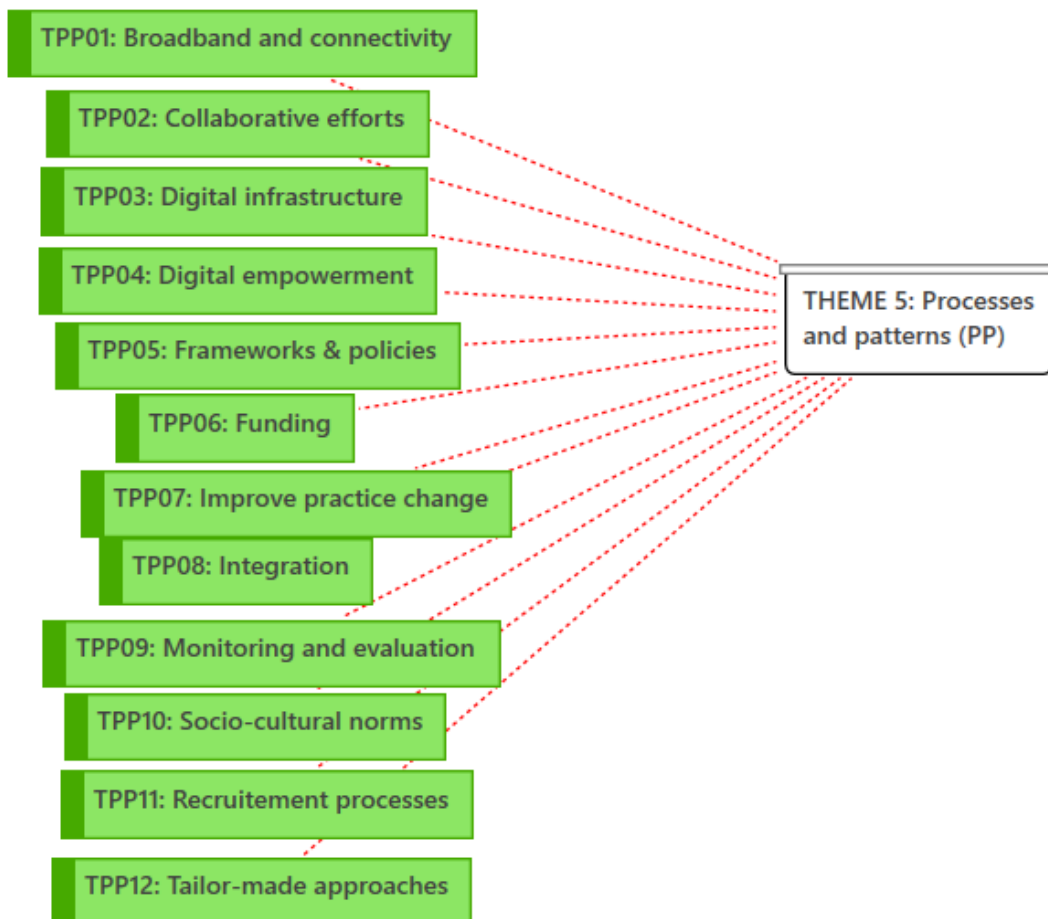 TPP01: Broadband and connectivity
TPP02: Collaborative efforts
TPP03: Digital infrastructure
TPP04: Digital empowerment
TPP05: Frameworks & policies
TPP06: Funding
TPP07: Improve practice change
TPP08: Integration
TPP09: Monitoring and evaluation
TPP10: Socio-cultural norms
TPP11: Recruitement processes
TPP12: Tailor-made approaches
THEME 5: Processes
and patterns (PP)